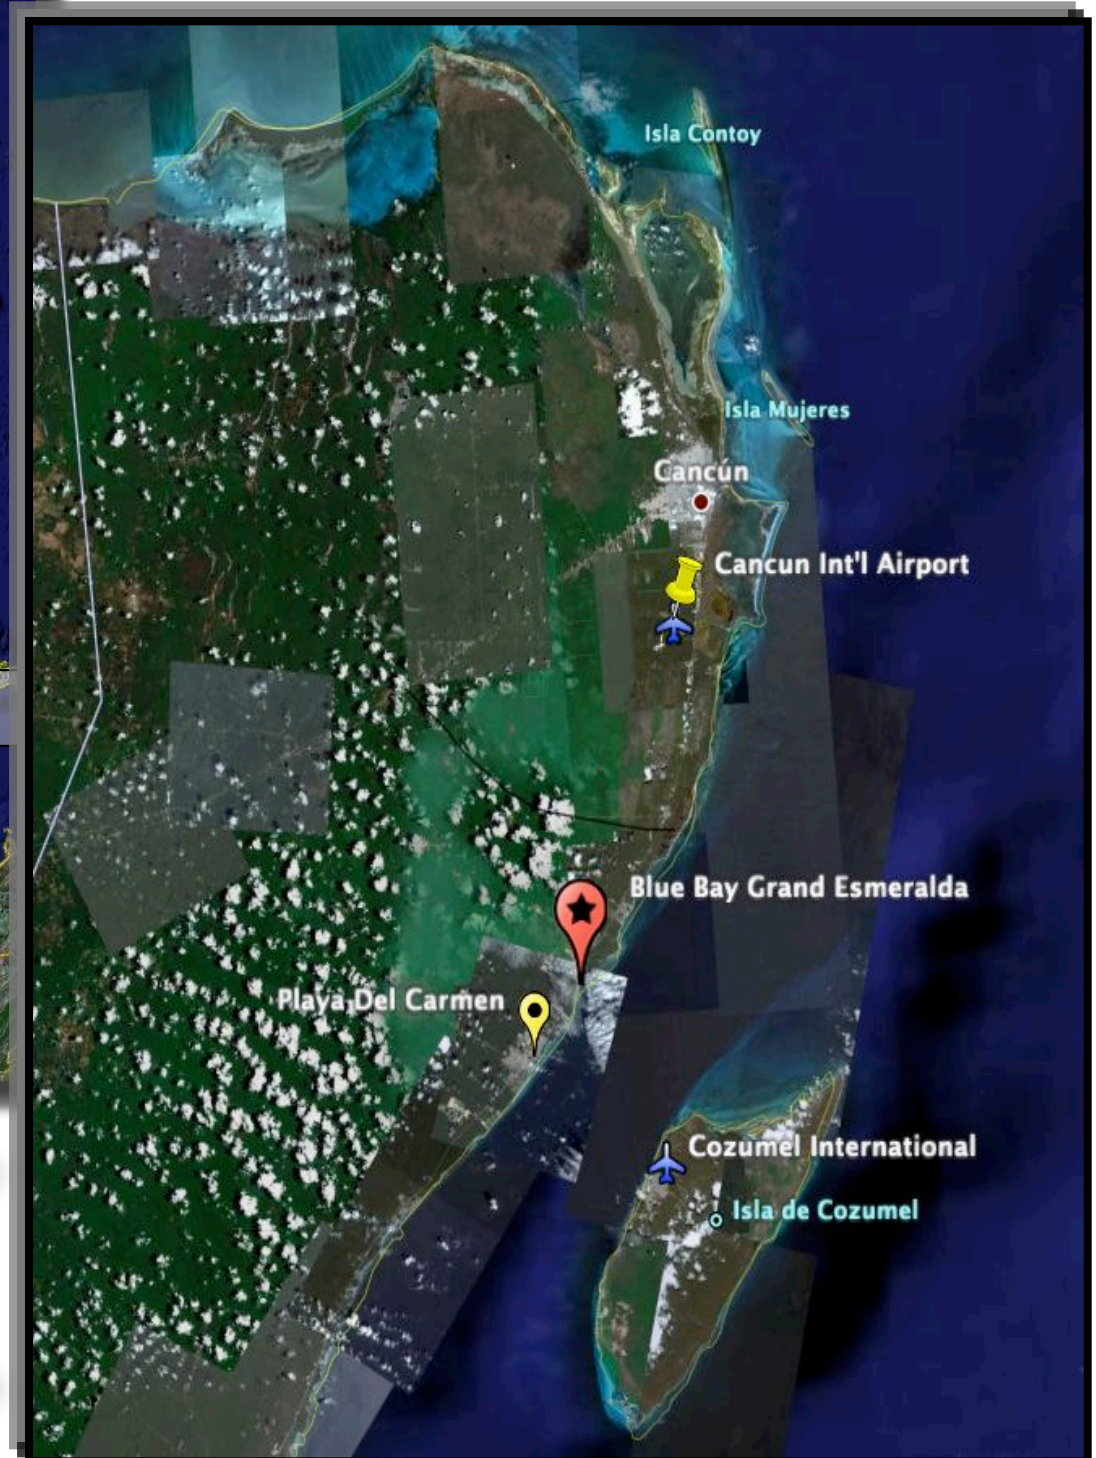 Isla Contoy
Isla Mujeres
Cancún
Cancun Int'l Airport
Blue Bay Grand Esmeralda
Playa Del Carmen
Cozumel International
Isla de Cozumel